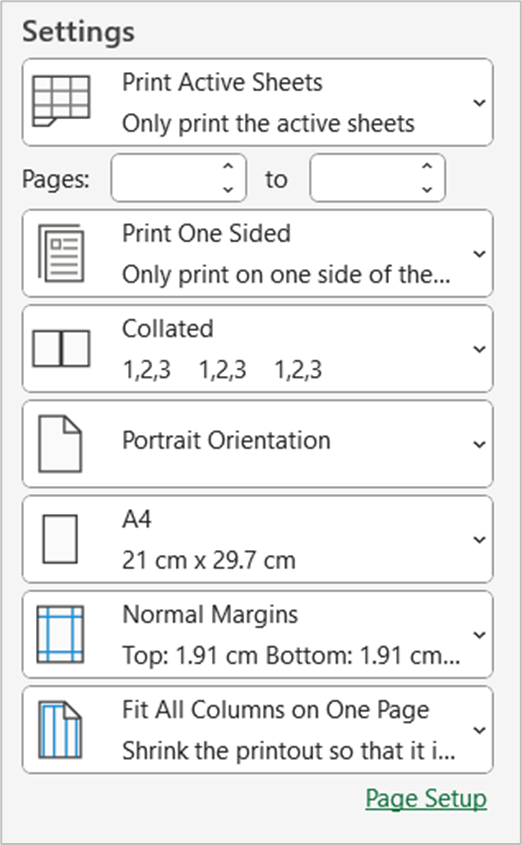 Settings
Print Active Sheets
Only print the active sheets
Pages: to
Print One Sided
Only print on one side of the...
Collated
1,2,3 1,2,3 1,2,3
Portrait Orientation
A4
21 cm x 29.7 cm
Normal Margins
Top: 1.91 cm Bottom: 1.91 cm...
Fit All Columns on One Page
Shrink the printout so that it i...
Page Setup